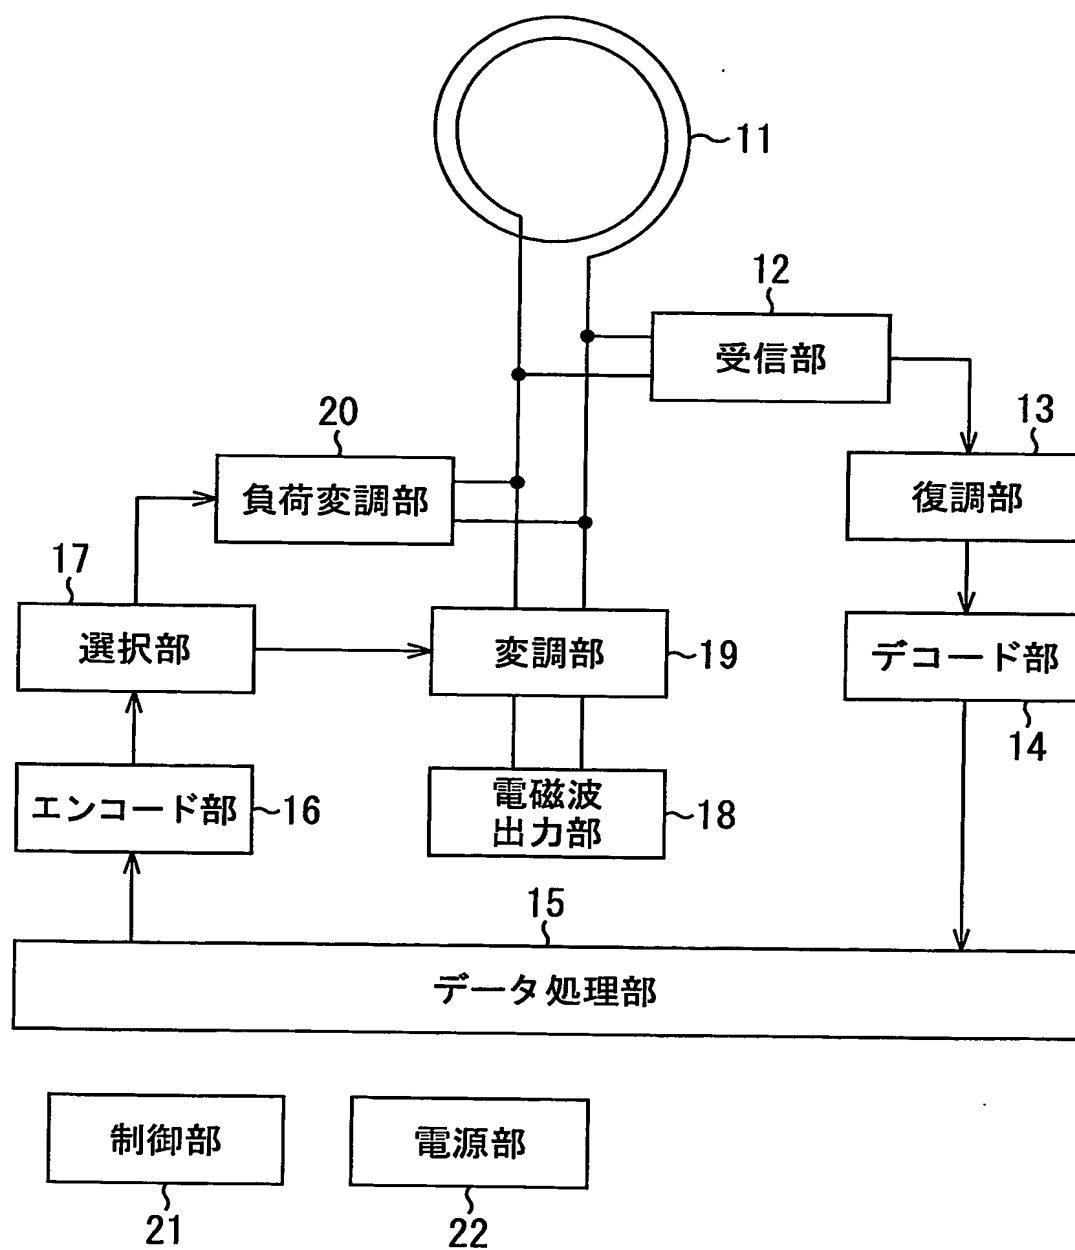 11
12
受信部
20
13
負荷変調部
復調部
17
選択部
変調部
19
デコード部
14
エンコード部
16
電磁波
出力部
18
15
データ処理部
制御部
電源部
21
22